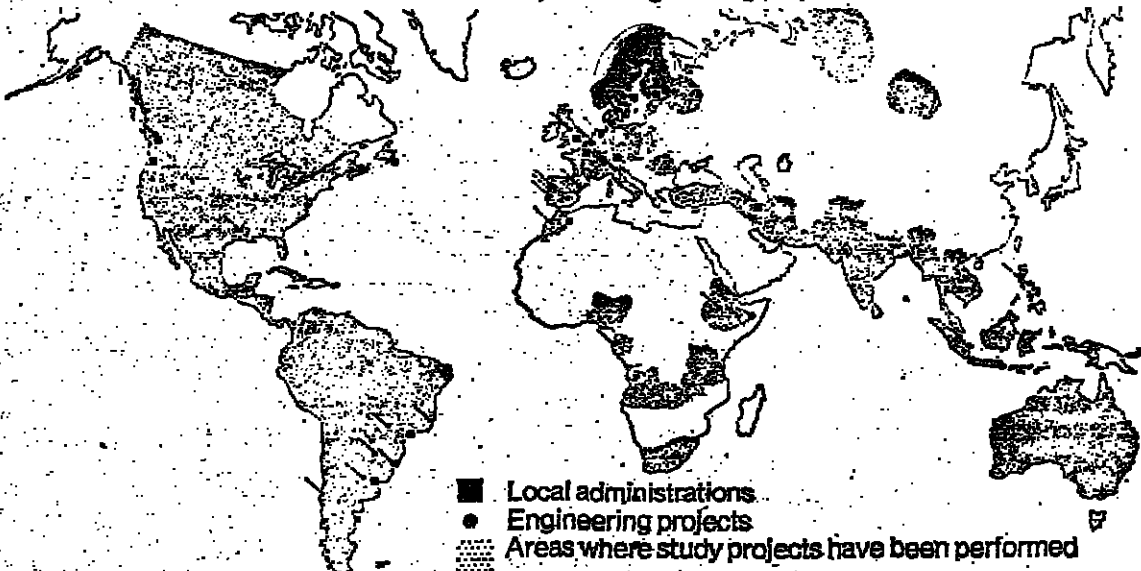 Local administrations
Engineering projects
Areas where study projects have been performed